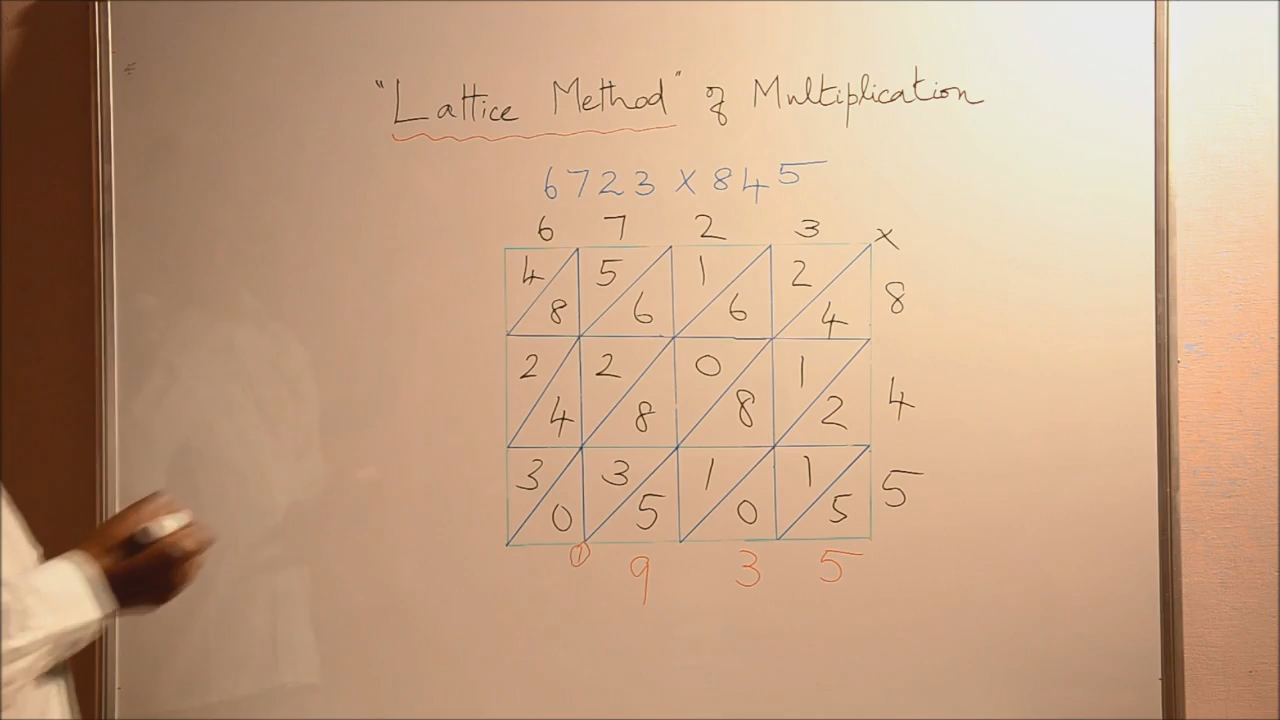 "Lattice Method" of Multiplication
6723 × 845
6 7 2 3 ×
4 5 1 2
8 6 6 4 8
2 2 0 1
4 8 8 2 4
3 3 1 1
0 5 0 5 5
1 9 3 5